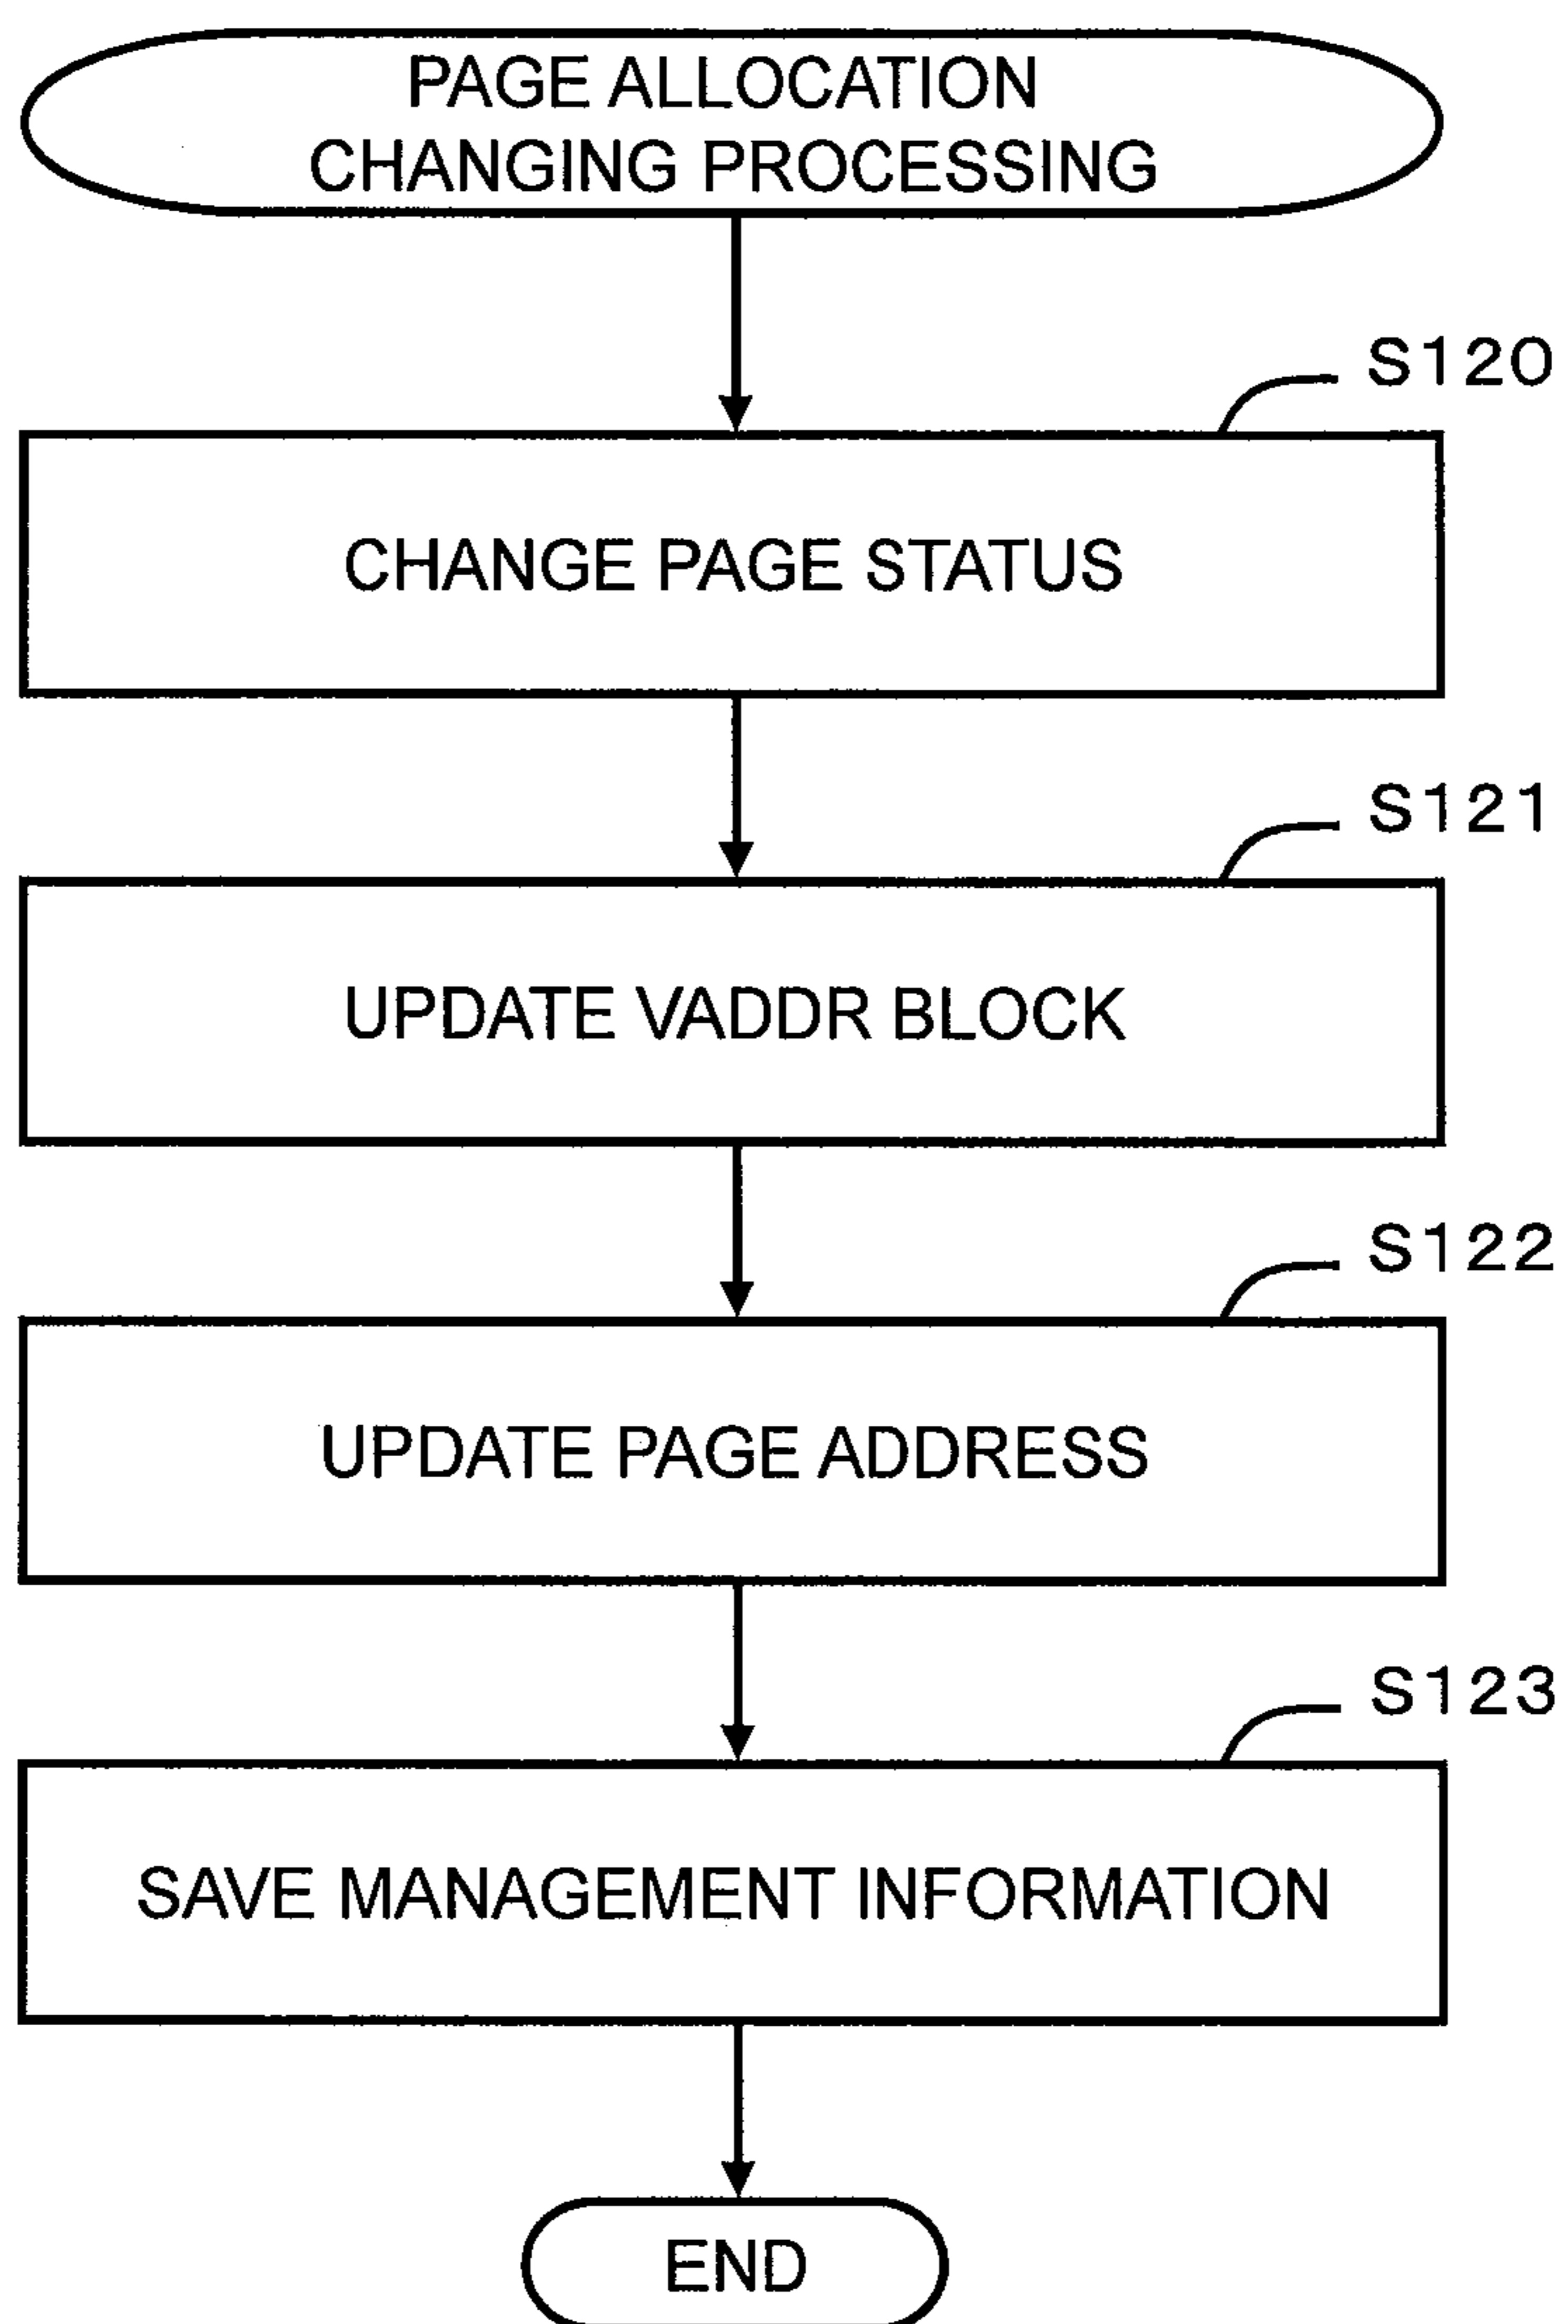 PAGE ALLOCATION
CHANGING PROCESSING
S120
CHANGE PAGE STATUS
S121
UPDATE VADDR BLOCK
S122
UPDATE PAGE ADDRESS
S123
SAVE MANAGEMENT INFORMATION
END